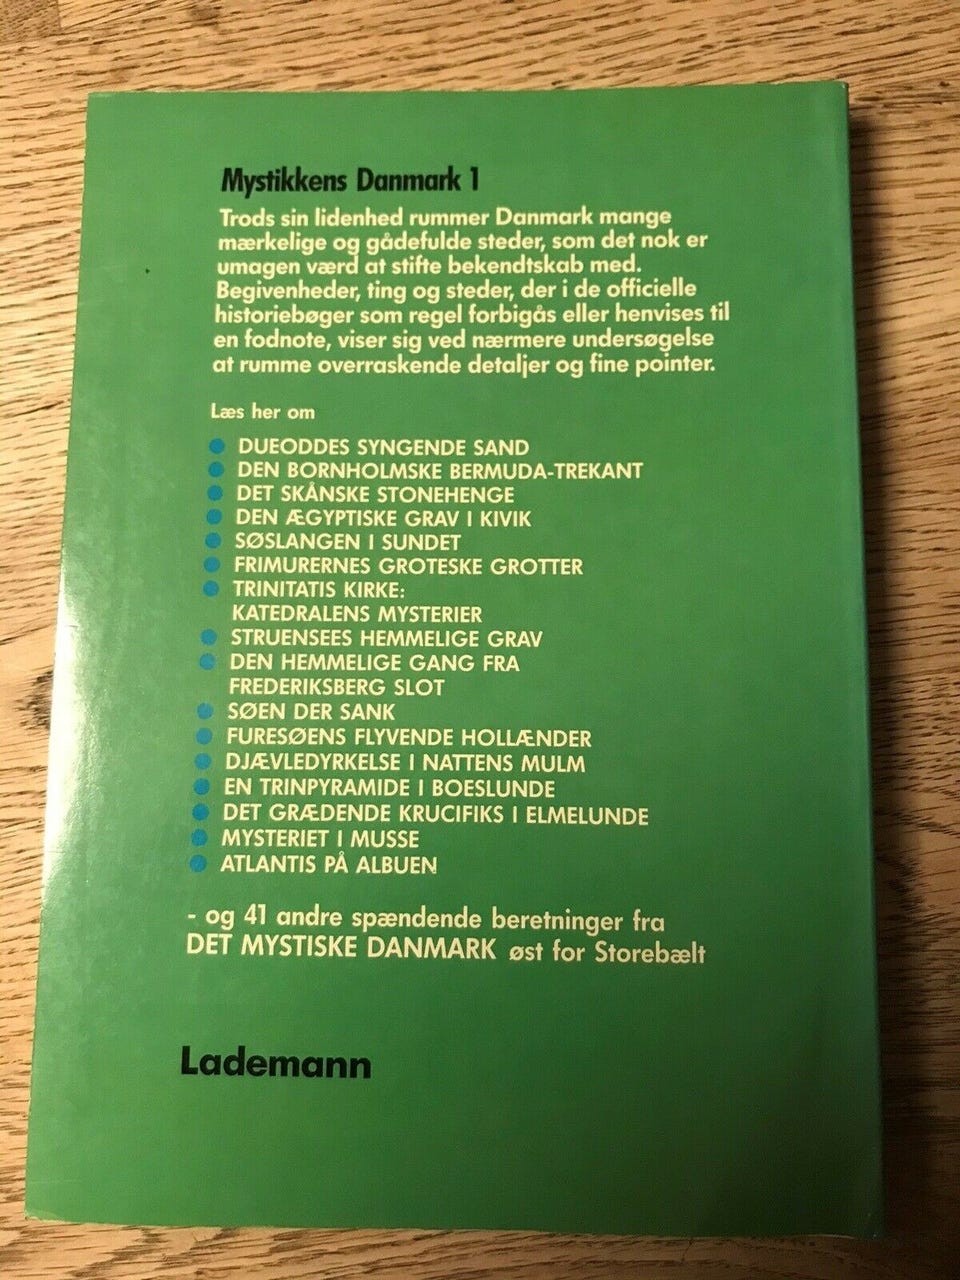 Mystikkens Danmark 1
Trods sin lidenhed rummer Danmark mange
mærkelige og gådefulde steder, som det nok er
umagen værd at stifte bekendtskab med.
Begivenheder, ting og steder, der i de officielle
historiebøger som regel forbigås eller henvises til
en fodnote, viser sig ved nærmere undersøgelse
at rumme overraskende detaljer og fine pointer.
Læs her om
DUEODDES SYNGENDE SAND
DEN BORNHOLMSKE BERMUDA-TREKANT
DET SKÅNSKE STONEHENGE
DEN ÆGYPTISKE GRAV I KIVIK
SØSLANGEN I SUNDET
FRIMURERNES GROTESKE GROTTER
TRINITATIS KIRKE:
KATEDRALENS MYSTERIER
STRUENSEES HEMMELIGE GRAV
DEN HEMMELIGE GANG FRA
FREDERIKSBERG SLOT
SØEN DER SANK
FURESØENS FLYVENDE HOLLÆNDER
DJÆVLEDYRKELSE I NATTENS MULM
EN TRINPYRAMIDE I BOESLUNDE
DET GRÆDENDE KRUCIFIKS I ELMELUNDE
MYSTERIET I MUSSE
ATLANTIS PÅ ALBUEN
- og 41 andre spændende beretninger fra
DET MYSTISKE DANMARK øst for Storebælt
Lademann